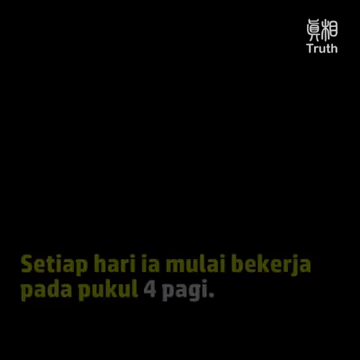 真相
Truth
Setiap hari ia mulai bekerja
pada pukul 4 pagi.